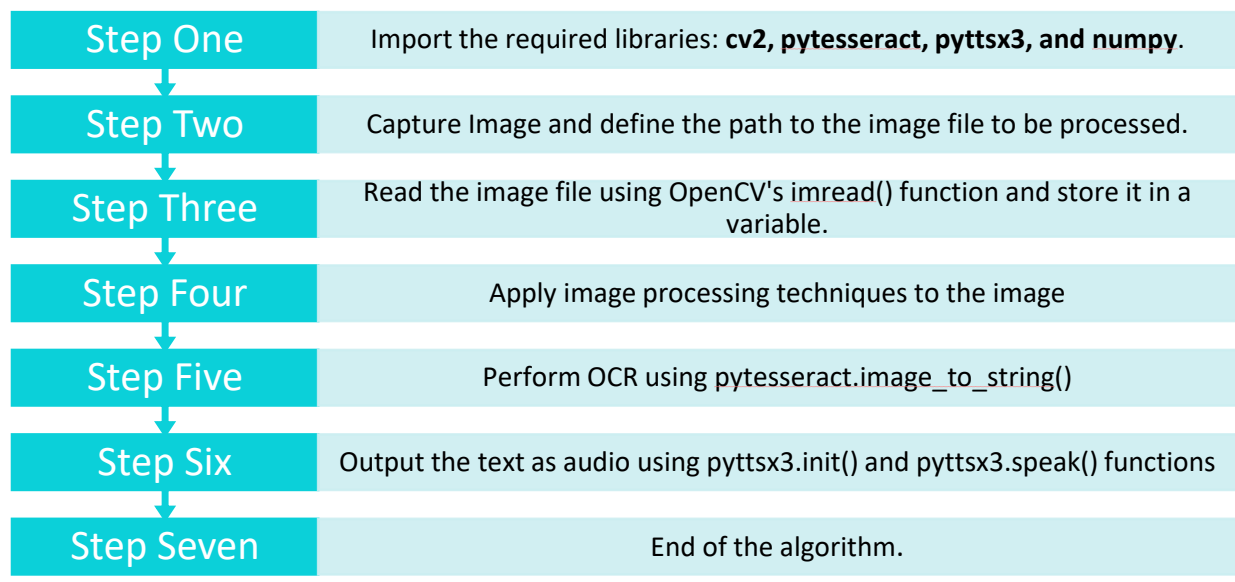 Step One
Import the required libraries: cv2, pytesseract, pyttsx3, and numpy.
Step Two
Capture Image and define the path to the image file to be processed.
Step Three
Read the image file using OpenCV's imread() function and store it in a
variable.
Step Four
Apply image processing techniques to the image
Step Five
Perform OCR using pytesseract.image_to_string()
Step Six
Output the text as audio using pyttsx3.init() and pyttsx3.speak() functions
Step Seven
End of the algorithm.